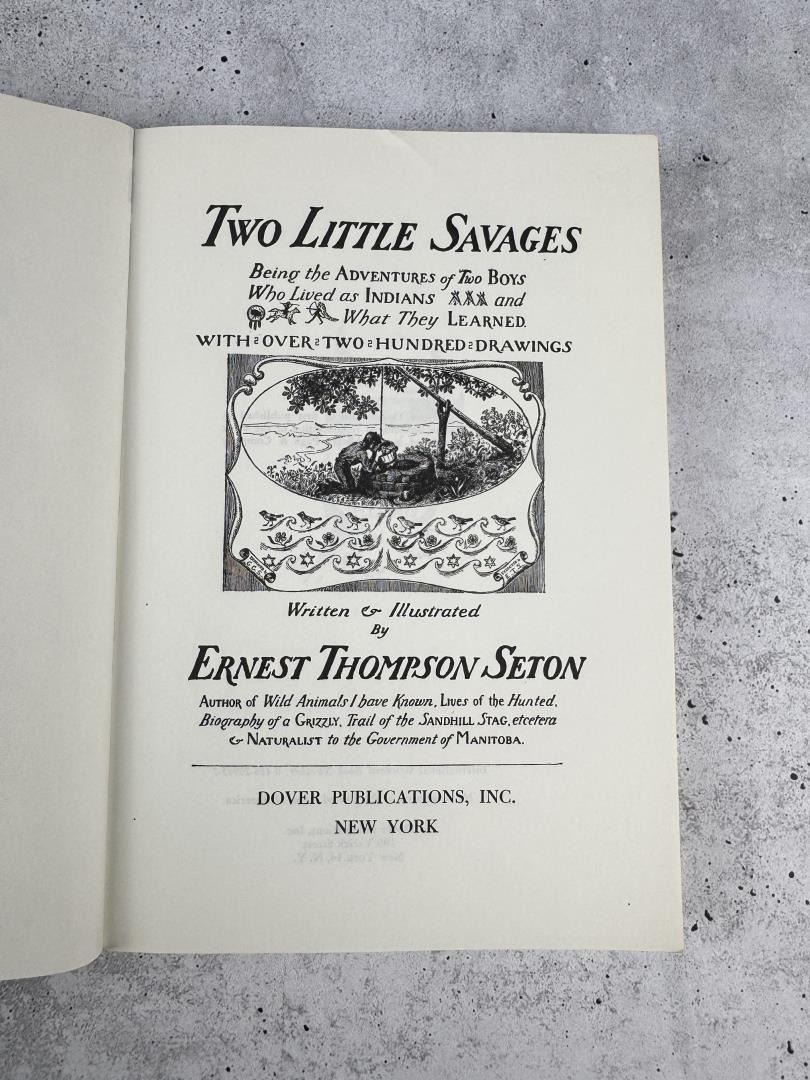 TWO LITTLE SAVAGES
Being the ADVENTURES of Two BOYS
Who Lived as INDIANS and
What They LEARNED.
WITH OVER TWO HUNDRED DRAWINGS
Written & Illustrated
By
ERNEST THOMPSON SETON
AUTHOR of Wild Animals I have Known, LIVES of the Hunted,
Biography of a GRIZZLY, Trail of the SANDHILL STAG, etcetera
& NATURALIST to the Government of MANITOBA.
DOVER PUBLICATIONS, INC.
NEW YORK